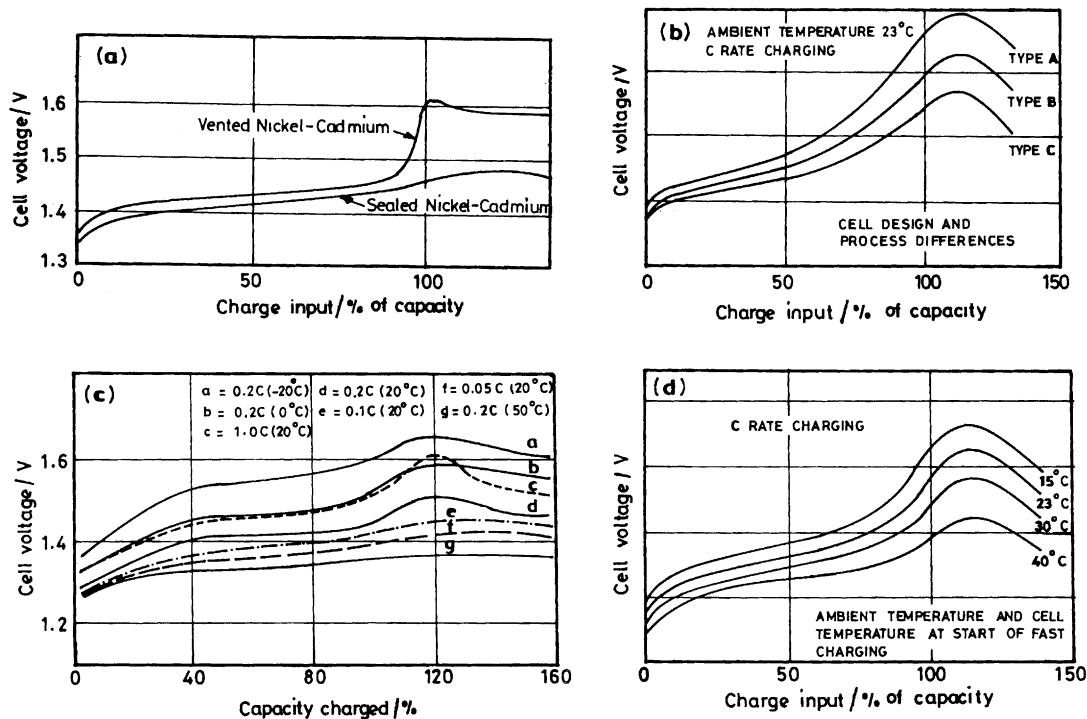 (a)
Cell voltage / V
1.6
1.5
1.4
1.3
Vented Nickel-Cadmium
Sealed Nickel-Cadmium
0
50
100
Charge input / % of capacity
(b)
AMBIENT TEMPERATURE 23°C
C RATE CHARGING
Cell voltage / V
TYPE A
TYPE B
TYPE C
CELL DESIGN AND
PROCESS DIFFERENCES
0
50
100
150
Charge input / % of capacity
(c)
a = 0.2C (-20°C) d = 0.2C (20°C) f = 0.05 C (20°C)
b = 0.2C (0°C) e = 0.1C (20°C) g = 0.2C (50°C)
c = 1.0C (20°C)
Cell voltage / V
1.6
1.4
1.2
1.1
a
b
c
d
e
f
g
0
40
80
120
160
Capacity charged / %
(d)
C RATE CHARGING
Cell voltage / V
15°C
23°C
30°C
40°C
AMBIENT TEMPERATURE AND CELL
TEMPERATURE AT START OF FAST
CHARGING
0
50
100
150
Charge input / % of capacity